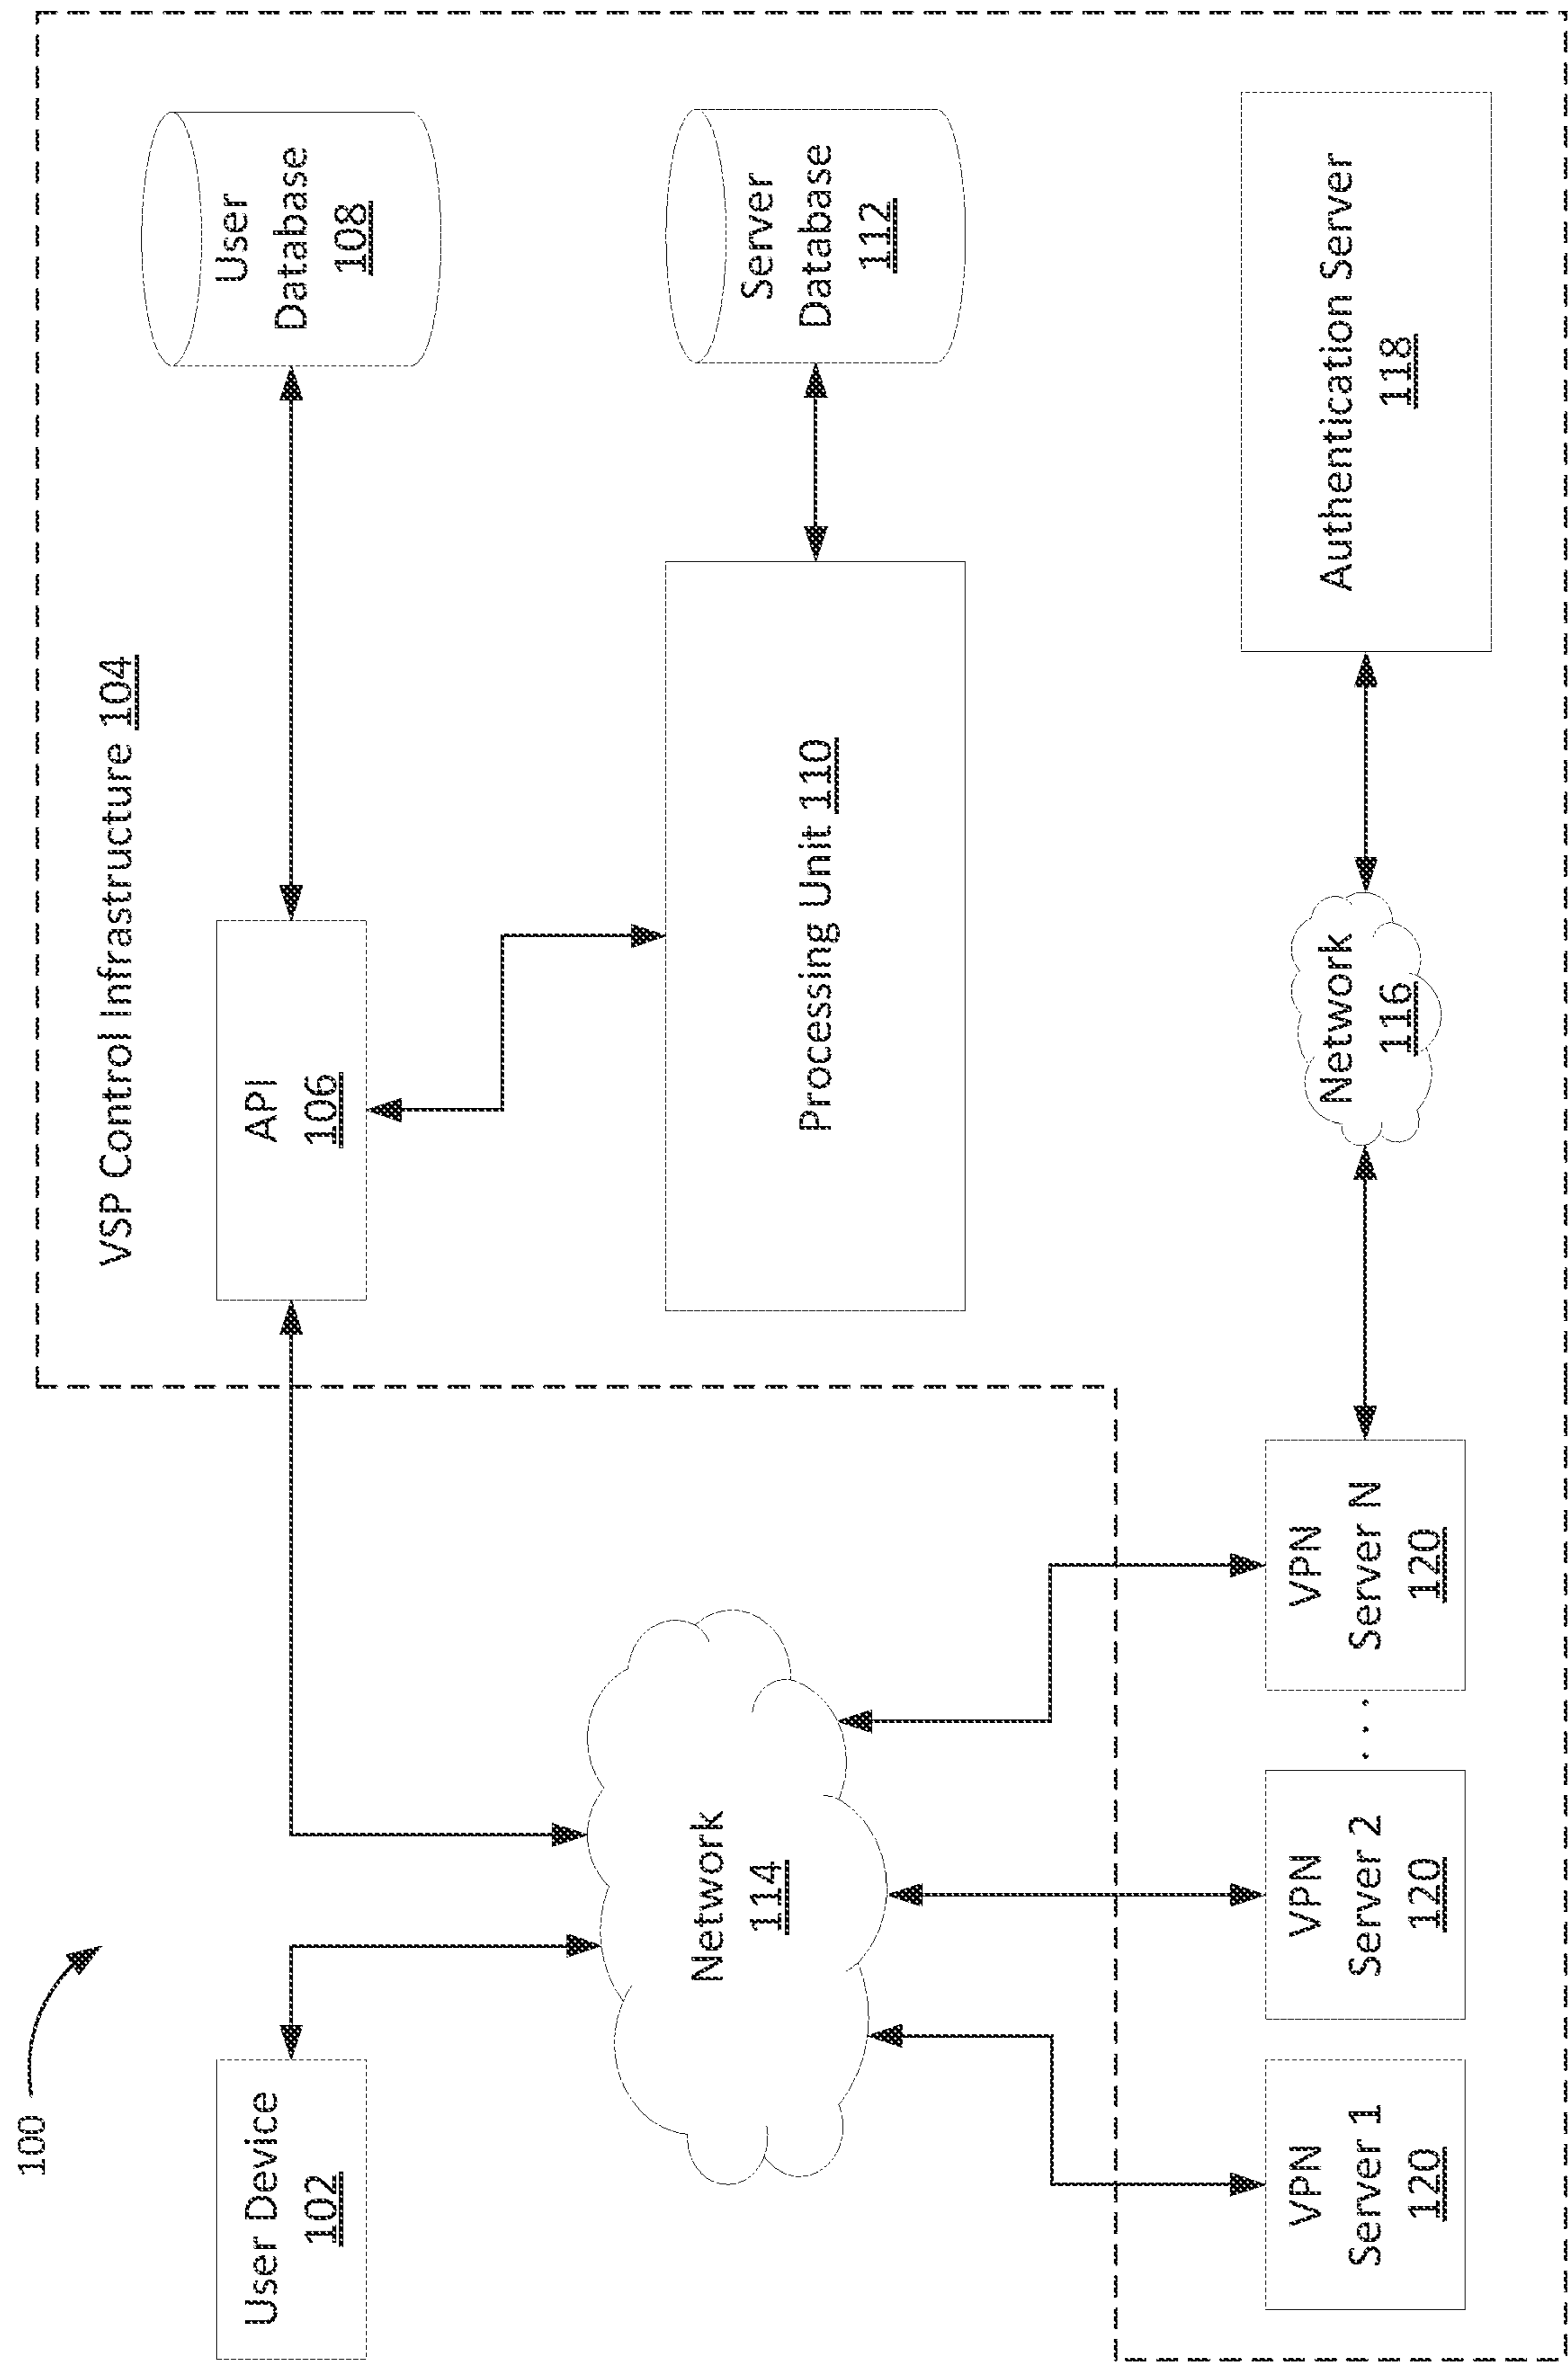 100
VSP Control Infrastructure 104
User Device
102
API
106
User
Database
108
Network
114
Processing Unit 110
Server
Database
112
VPN
Server 1
120
VPN
Server 2
120
. . .
VPN
Server N
120
Network
116
Authentication Server
118